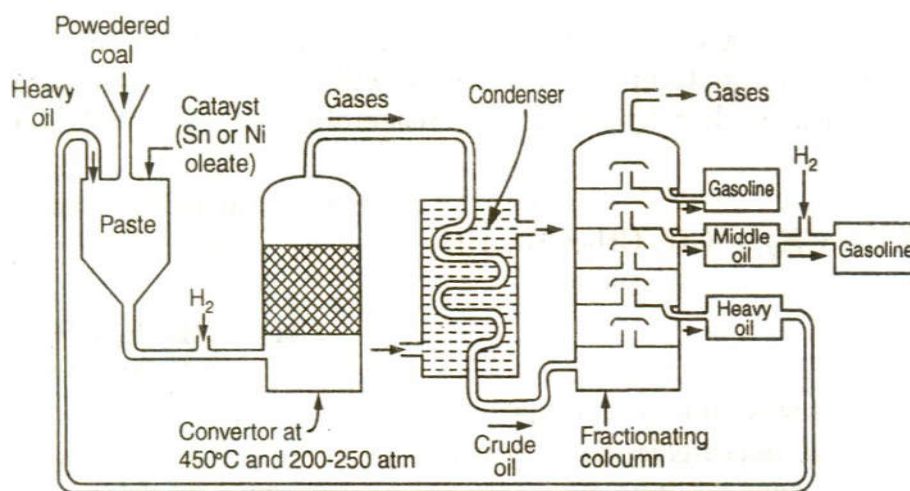 Powedered
coal
Heavy
oil
Catayst
(Sn or Ni
oleate)
Paste
H2
Gases
Condenser
Convertor at
450°C and 200-250 atm
Crude
oil
Gases
Gasoline
H2
Middle
oil
Gasoline
Heavy
oil
Fractionating
coloumn